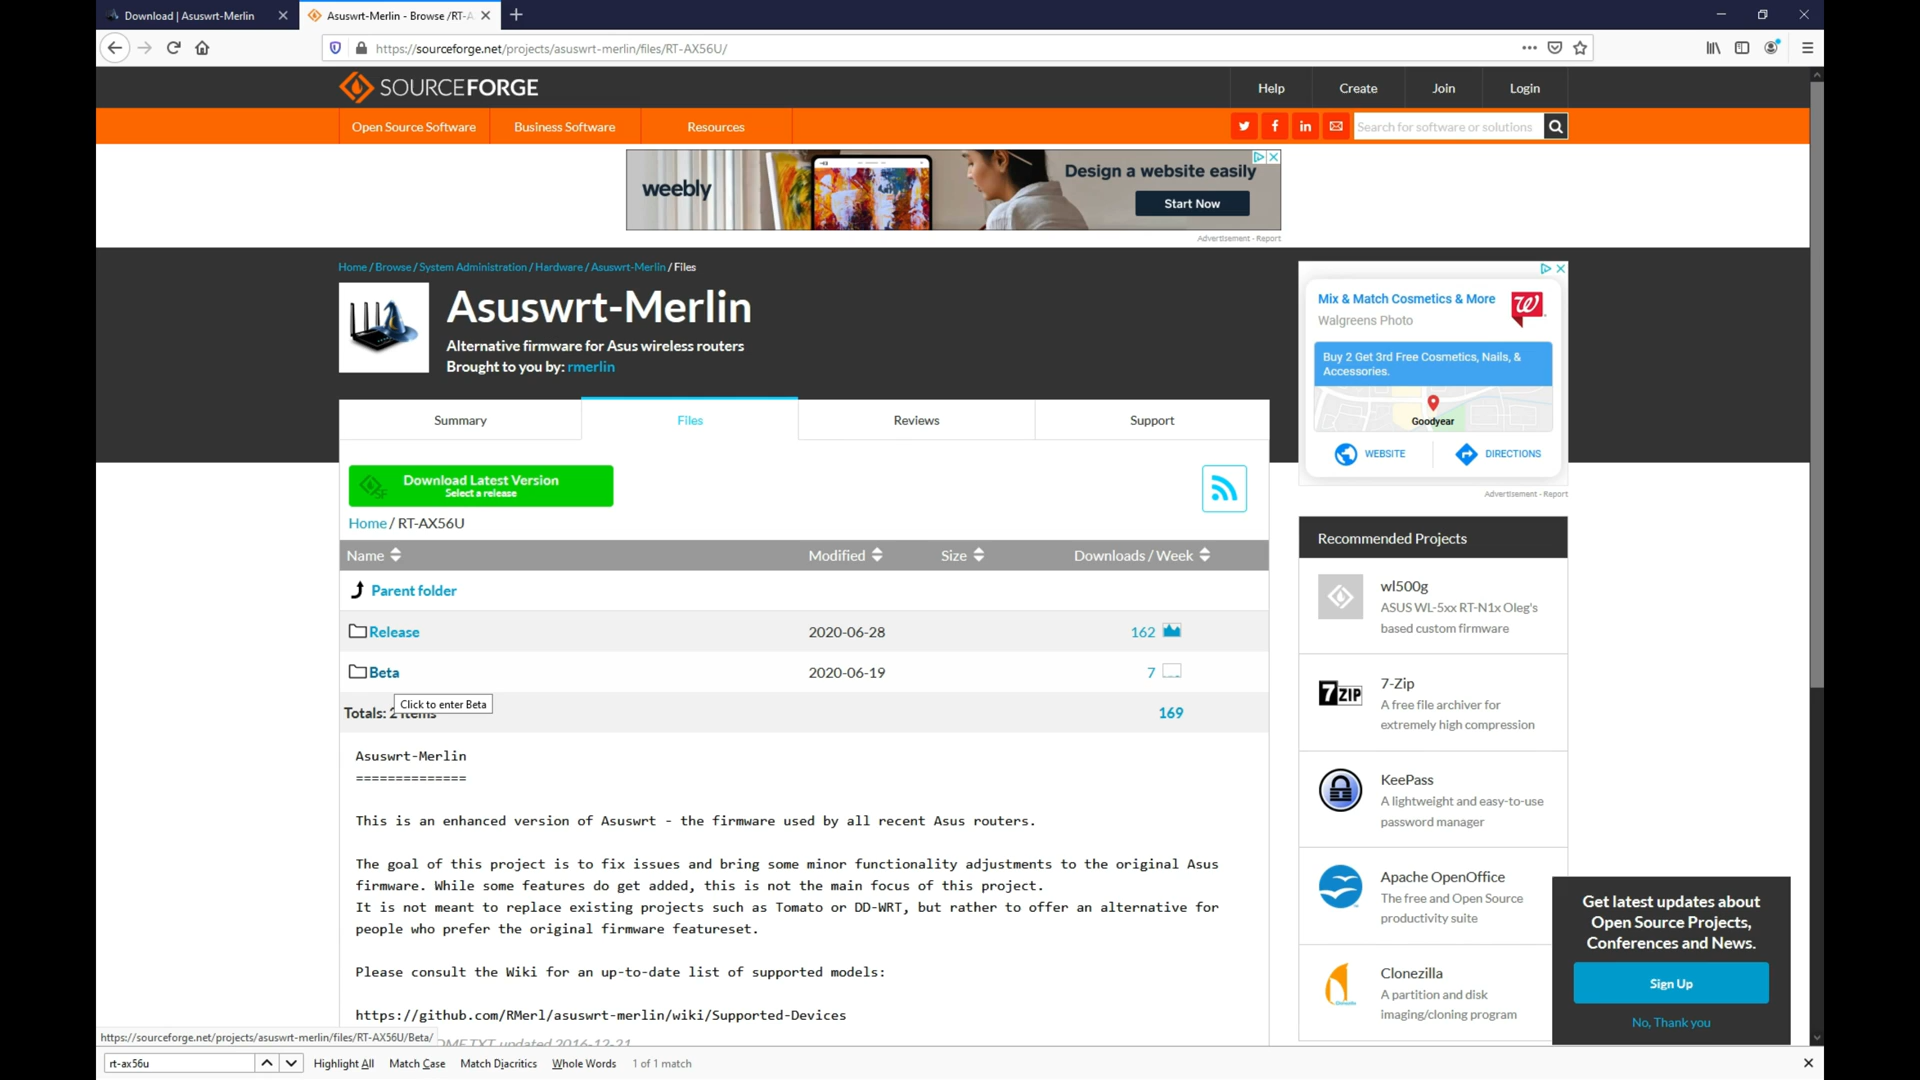 Download | Asuswrt-Merlin
Asuswrt-Merlin - Browse /RT-A
https://sourceforge.net/projects/asuswrt-merlin/files/RT-AX56U/
SOURCEFORGE
Help
Create
Join
Login
Open Source Software
Business Software
Resources
Search for software or solutions
weebly
Design a website easily
Start Now
Advertisement - Report
Home / Browse / System Administration / Hardware / Asuswrt-Merlin / Files
Asuswrt-Merlin
Alternative firmware for Asus wireless routers
Brought to you by: rmerlin
Mix & Match Cosmetics & More
Walgreens Photo
Buy 2 Get 3rd Free Cosmetics, Nails, &
Accessories.
Goodyear
WEBSITE
DIRECTIONS
Advertisement - Report
Summary
Files
Reviews
Support
Download Latest Version
Select a release
Home / RT-AX56U
Name
Modified
Size
Downloads / Week
Parent folder
Release
2020-06-28
162
Beta
2020-06-19
7
Click to enter Beta
Totals: 2 Items
169
Asuswrt-Merlin
==============
This is an enhanced version of Asuswrt - the firmware used by all recent Asus routers.
The goal of this project is to fix issues and bring some minor functionality adjustments to the original Asus
firmware. While some features do get added, this is not the main focus of this project.
It is not meant to replace existing projects such as Tomato or DD-WRT, but rather to offer an alternative for
people who prefer the original firmware featureset.
Please consult the Wiki for an up-to-date list of supported models:
https://github.com/RMerl/asuswrt-merlin/wiki/Supported-Devices
updated 2016-12-21
Recommended Projects
wl500g
ASUS WL-5xx RT-N1x Oleg's
based custom firmware
7ZIP
7-Zip
A free file archiver for
extremely high compression
KeePass
A lightweight and easy-to-use
password manager
Apache OpenOffice
The free and Open Source
productivity suite
Clonezilla
A partition and disk
imaging/cloning program
Get latest updates about
Open Source Projects,
Conferences and News.
Sign Up
No, Thank you
https://sourceforge.net/projects/asuswrt-merlin/files/RT-AX56U/Beta/
rt-ax56u
Highlight All
Match Case
Match Diacritics
Whole Words
1 of 1 match